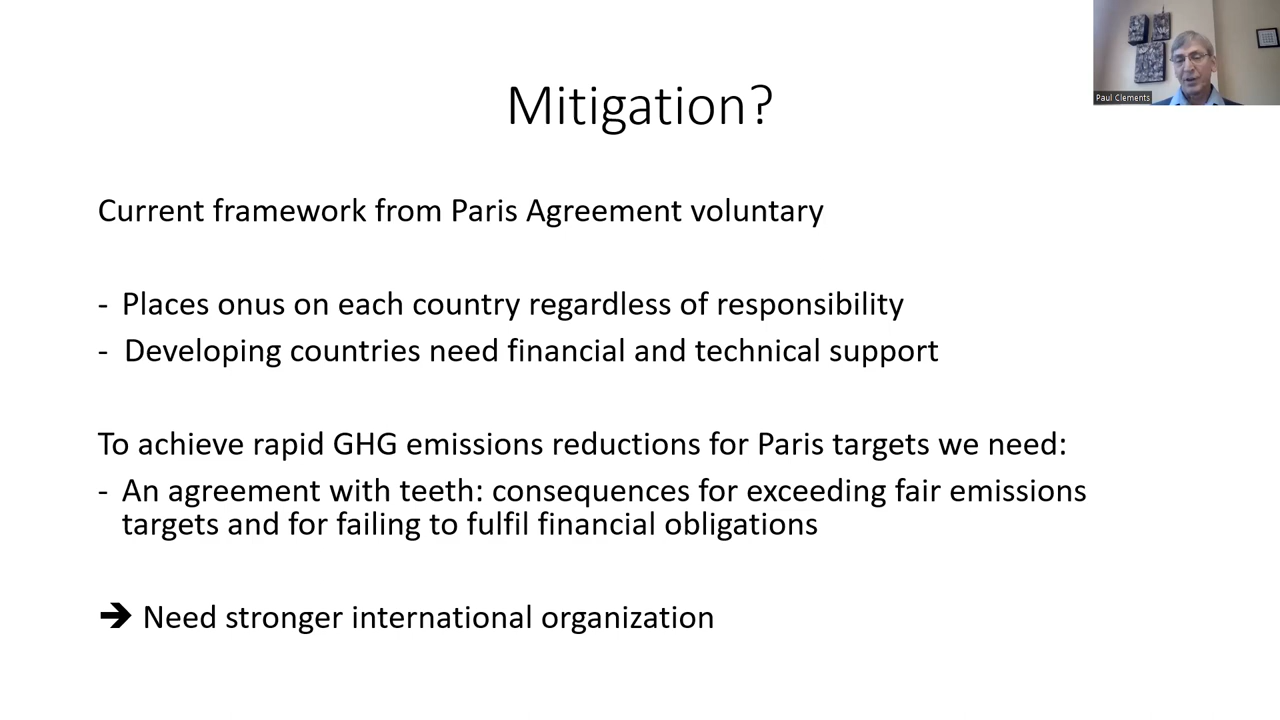 Paul Clements
Mitigation?
Current framework from Paris Agreement voluntary
- Places onus on each country regardless of responsibility
- Developing countries need financial and technical support
To achieve rapid GHG emissions reductions for Paris targets we need:
- An agreement with teeth: consequences for exceeding fair emissions
targets and for failing to fulfil financial obligations
➔ Need stronger international organization